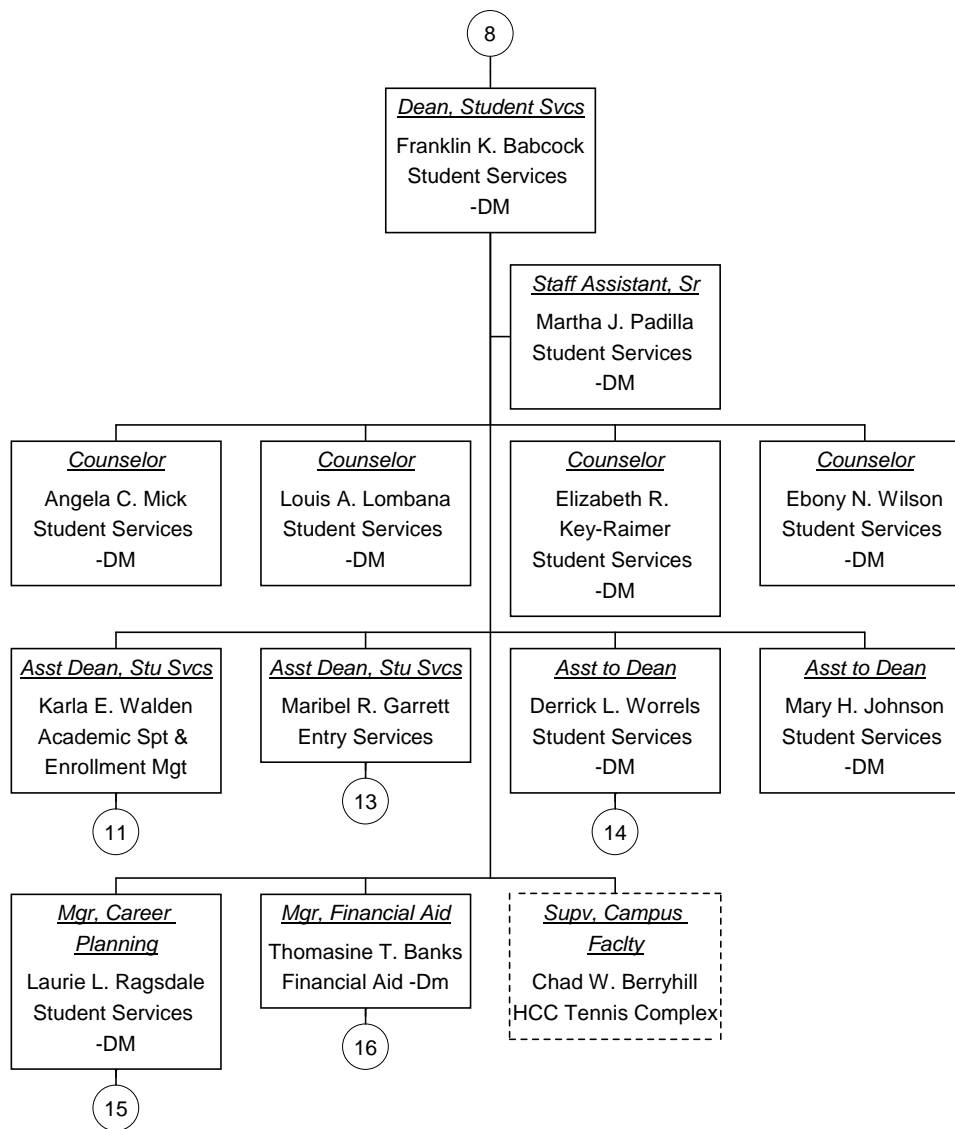 8
Dean, Student Svcs
Franklin K. Babcock
Student Services
-DM
Staff Assistant, Sr
Martha J. Padilla
Student Services
-DM
Counselor
Angela C. Mick
Student Services
-DM
Counselor
Louis A. Lombana
Student Services
-DM
Counselor
Elizabeth R.
Key-Raimer
Student Services
-DM
Counselor
Ebony N. Wilson
Student Services
-DM
Asst Dean, Stu Svcs
Karla E. Walden
Academic Spt &
Enrollment Mgt
11
Asst Dean, Stu Svcs
Maribel R. Garrett
Entry Services
13
Asst to Dean
Derrick L. Worrels
Student Services
-DM
14
Asst to Dean
Mary H. Johnson
Student Services
-DM
Mgr, Career
Planning
Laurie L. Ragsdale
Student Services
-DM
15
Mgr, Financial Aid
Thomasine T. Banks
Financial Aid -Dm
16
Supv, Campus
Faclty
Chad W. Berryhill
HCC Tennis Complex